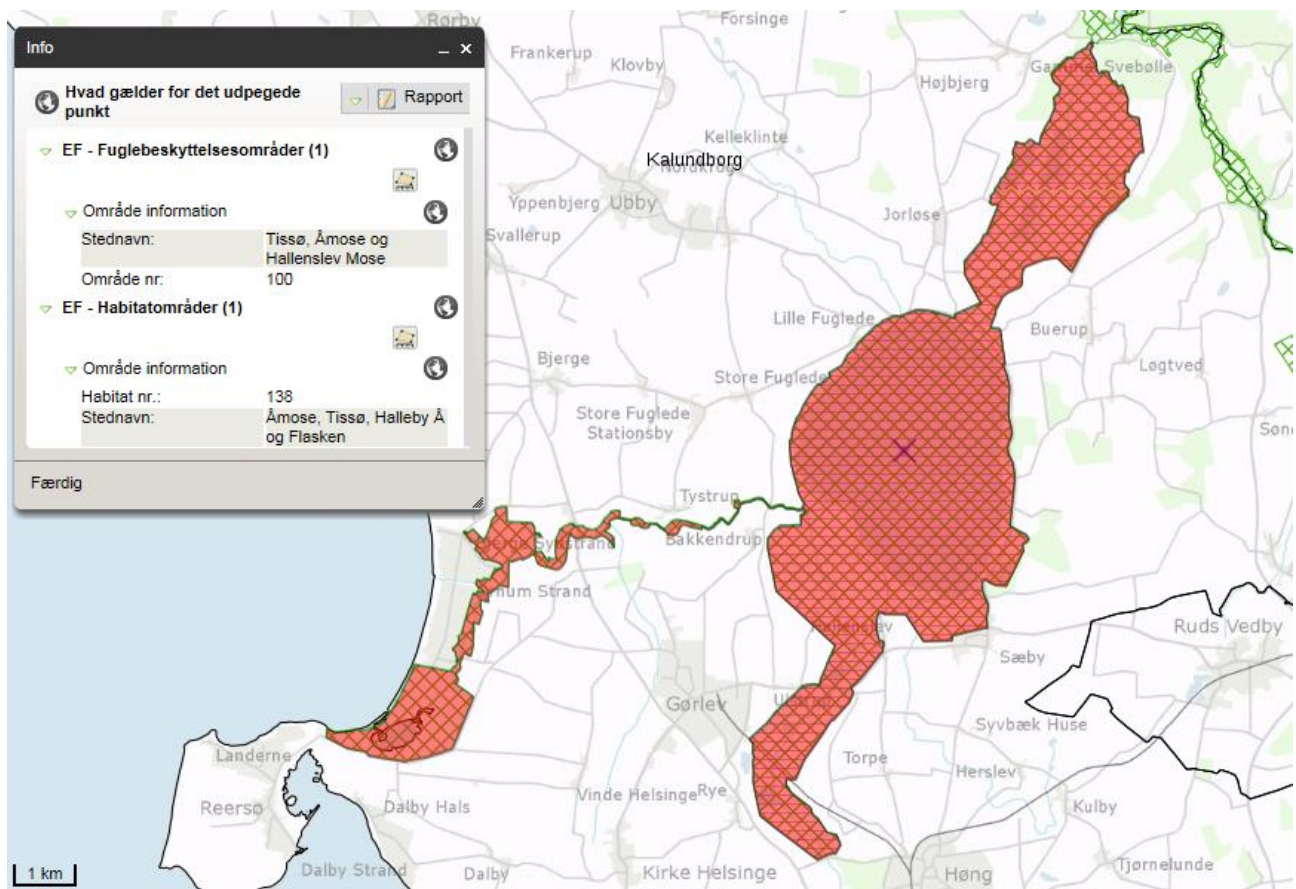 Info
Hvad gælder for det udpegede
punkt
Rapport
EF - Fuglebeskyttelsesområder (1)
Område information
Stednavn: Tissø, Åmose og
Hallenslev Mose
Område nr: 100
EF - Habitatområder (1)
Område information
Habitat nr.: 138
Stednavn: Åmose, Tissø, Halleby Å
og Flasken
Færdig
Rørby
Forsinge
Frankerup
Klovby
Højbjerg
Svebølle
Kelleklinte
Kalundborg
Nordkrog
Yppenbjerg
Ubby
Jorløse
Svallerup
Lille Fuglede
Buerup
Bjerge
Løgtved
Store Fuglede
Store Fuglede
Stationsby
Tystrup
Bakkendrup
Strand
Ruds Vedby
Sæby
Gørlev
Syvbæk Huse
Landerne
Torpe
Herslev
Reersø
Dalby Hals
Vinde Helsinge
Rye
Kulby
1 km
Dalby Strand
Dalby
Kirke Helsinge
Høng
Tjørnelunde